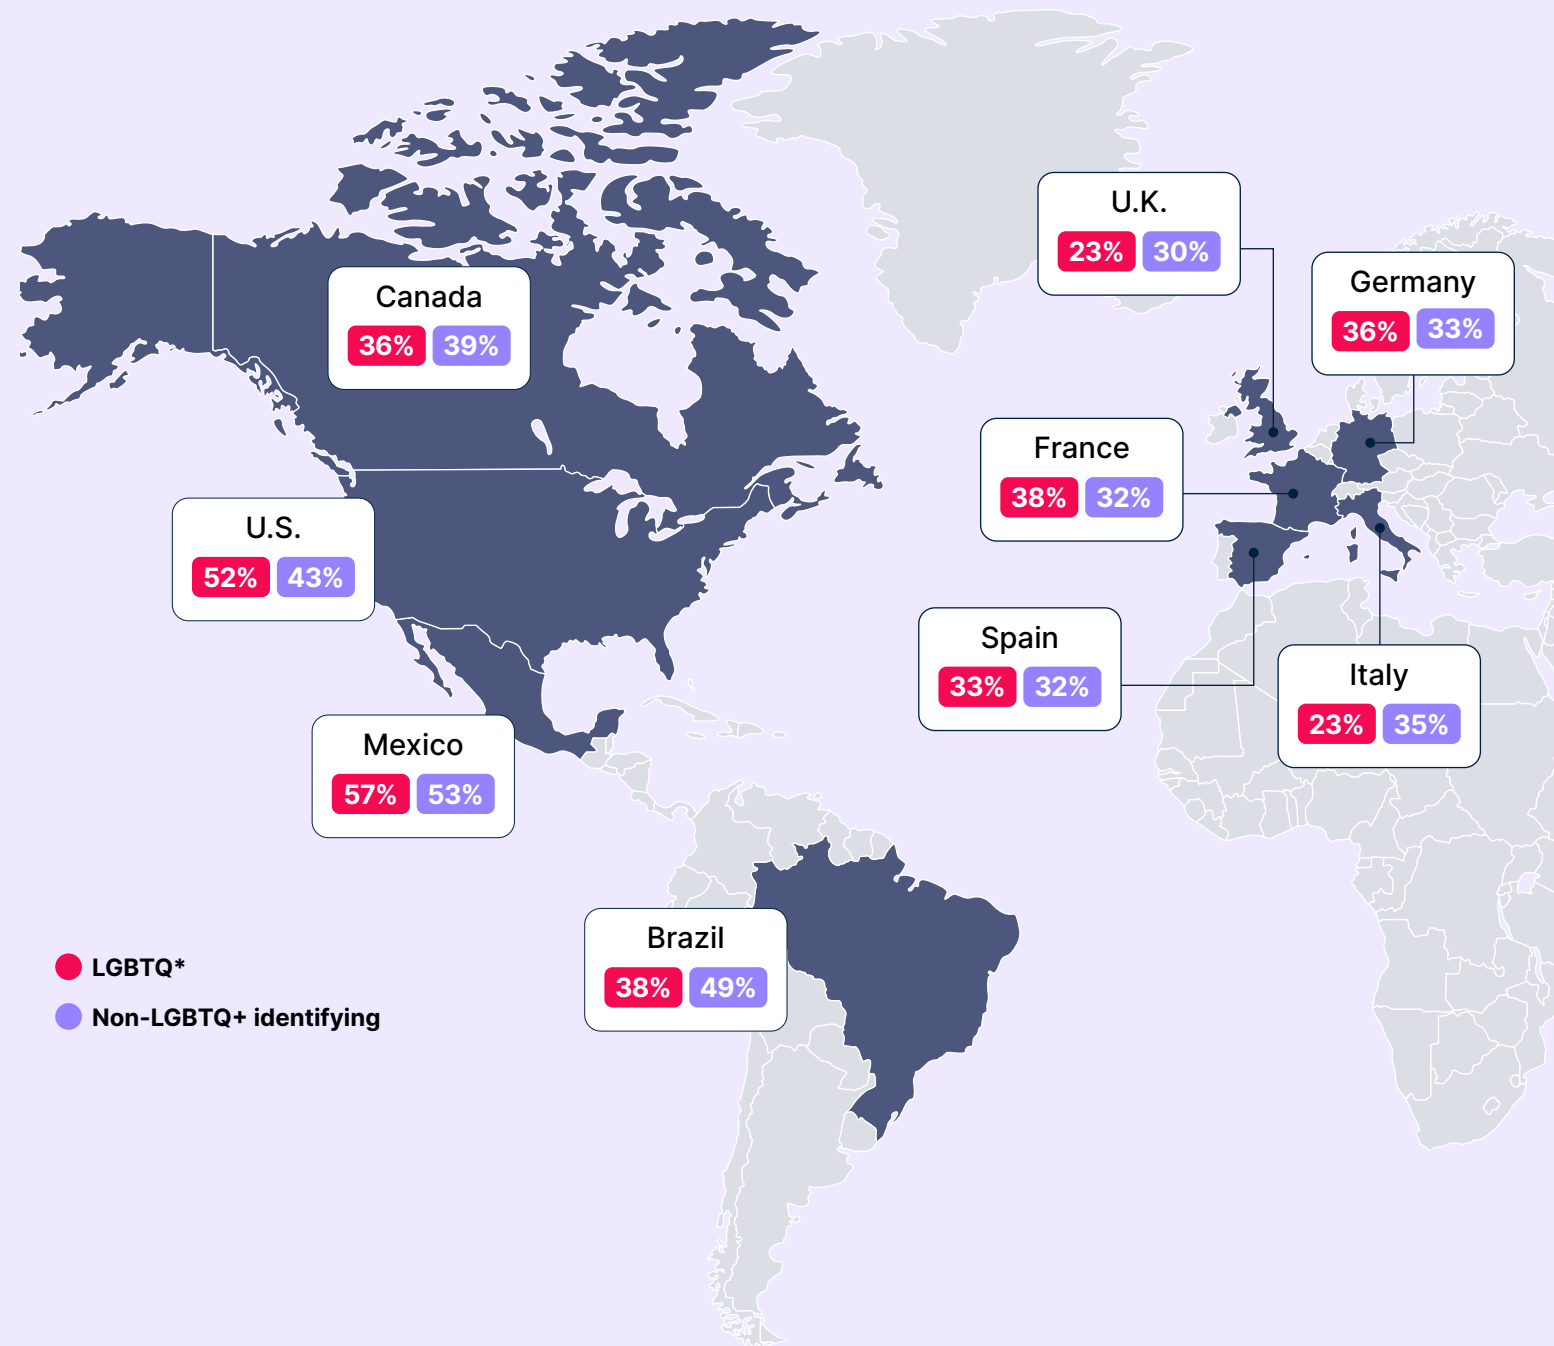 U.K.
23% 30%
Germany
36% 33%
Canada
36% 39%
France
38% 32%
U.S.
52% 43%
Spain
33% 32%
Italy
23% 35%
Mexico
57% 53%
Brazil
38% 49%
LGBTQ*
Non-LGBTQ+ identifying